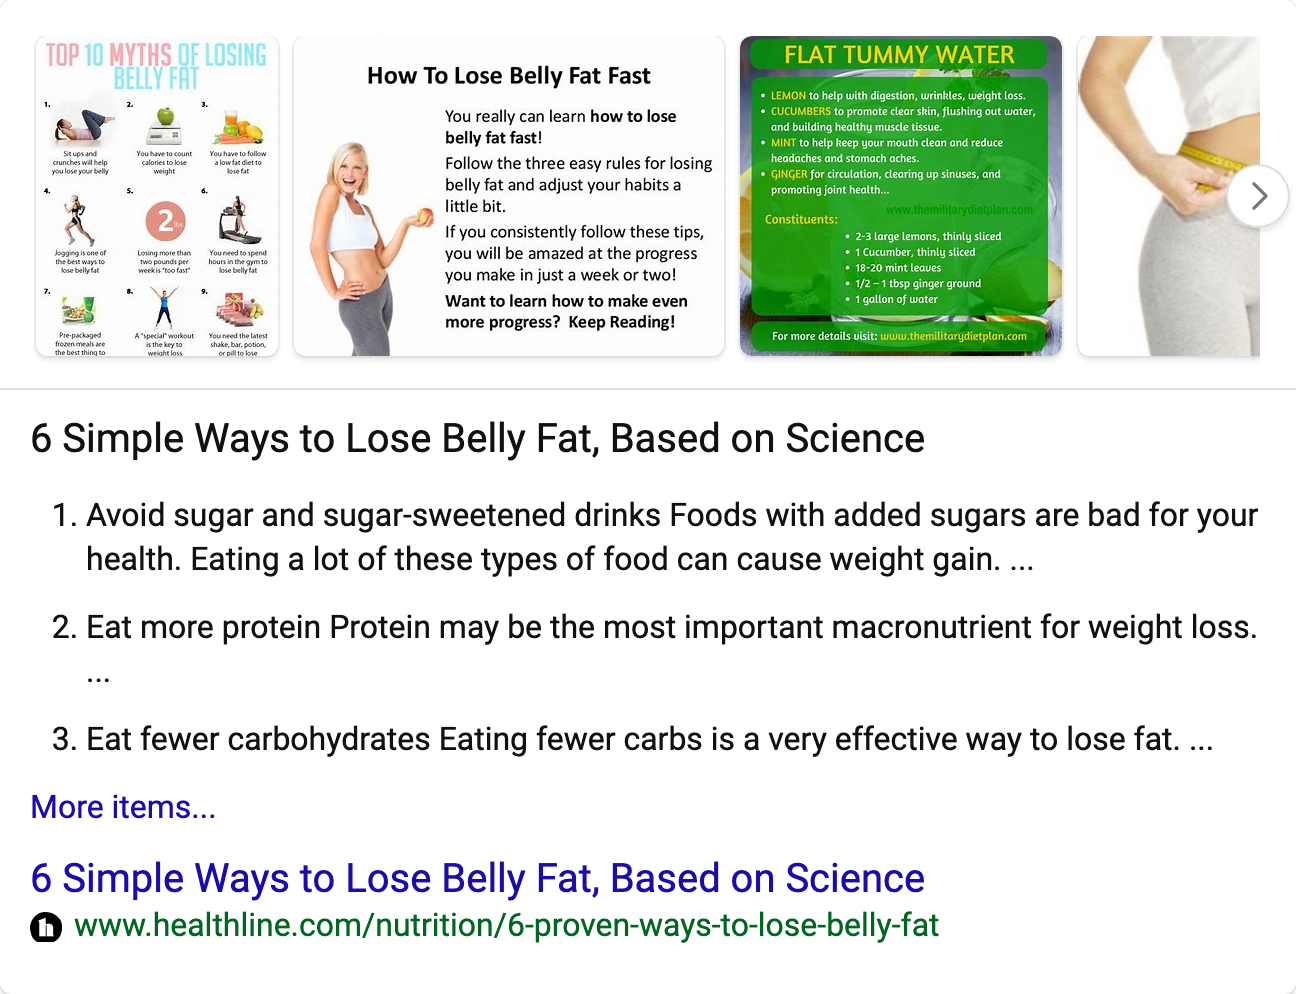 TOP 10 MYTHS OF LOSING
BELLY FAT
1.
2.
3.
Sit ups and
crunches will help
you lose your belly
You have to count
calories to lose
weight
You have to follow
a low fat diet to
lose fat
4.
5.
6.
2 lbs
Jogging is one of
the best ways to
lose belly fat
Losing more than
two pounds per
week is "too fast"
You need to spend
hours in the gym to
lose belly fat
7.
8.
9.
Pre-packaged
frozen meals are
the best thing to
A "special" workout
is the key to
weight loss
You need the latest
shake, bar, potion,
or pill to lose
How To Lose Belly Fat Fast
You really can learn how to lose
belly fat fast!
Follow the three easy rules for losing
belly fat and adjust your habits a
little bit.
If you consistently follow these tips,
you will be amazed at the progress
you make in just a week or two!
Want to learn how to make even
more progress? Keep Reading!
FLAT TUMMY WATER
• LEMON to help with digestion, wrinkles, weight loss.
• CUCUMBERS to promote clear skin, flushing out water,
and building healthy muscle tissue.
• MINT to help keep your mouth clean and reduce
headaches and stomach aches.
• GINGER for circulation, clearing up sinuses, and
promoting joint health...
www.themilitarydietplan.com
Constituents:
• 2-3 large lemons, thinly sliced
• 1 Cucumber, thinly sliced
• 18-20 mint leaves
• 1/2 – 1 tbsp ginger ground
• 1 gallon of water
For more details visit: www.themilitarydietplan.com
6 Simple Ways to Lose Belly Fat, Based on Science
1. Avoid sugar and sugar-sweetened drinks Foods with added sugars are bad for your
health. Eating a lot of these types of food can cause weight gain. ...
2. Eat more protein Protein may be the most important macronutrient for weight loss.
...
3. Eat fewer carbohydrates Eating fewer carbs is a very effective way to lose fat. ...
More items...
6 Simple Ways to Lose Belly Fat, Based on Science
h www.healthline.com/nutrition/6-proven-ways-to-lose-belly-fat